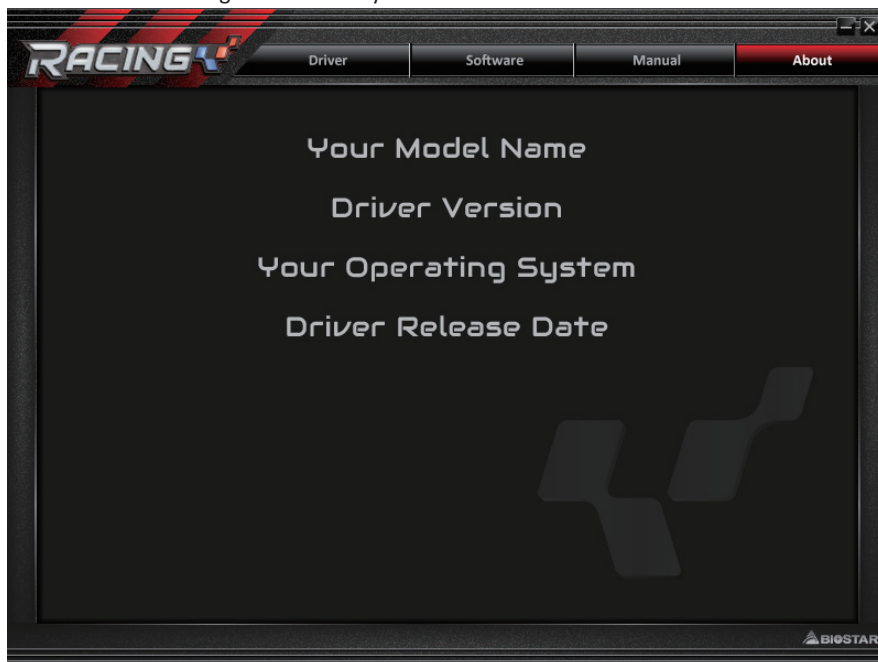 RACING
Driver Software Manual About
Your Model Name
Driver Version
Your Operating System
Driver Release Date
BIOSTAR